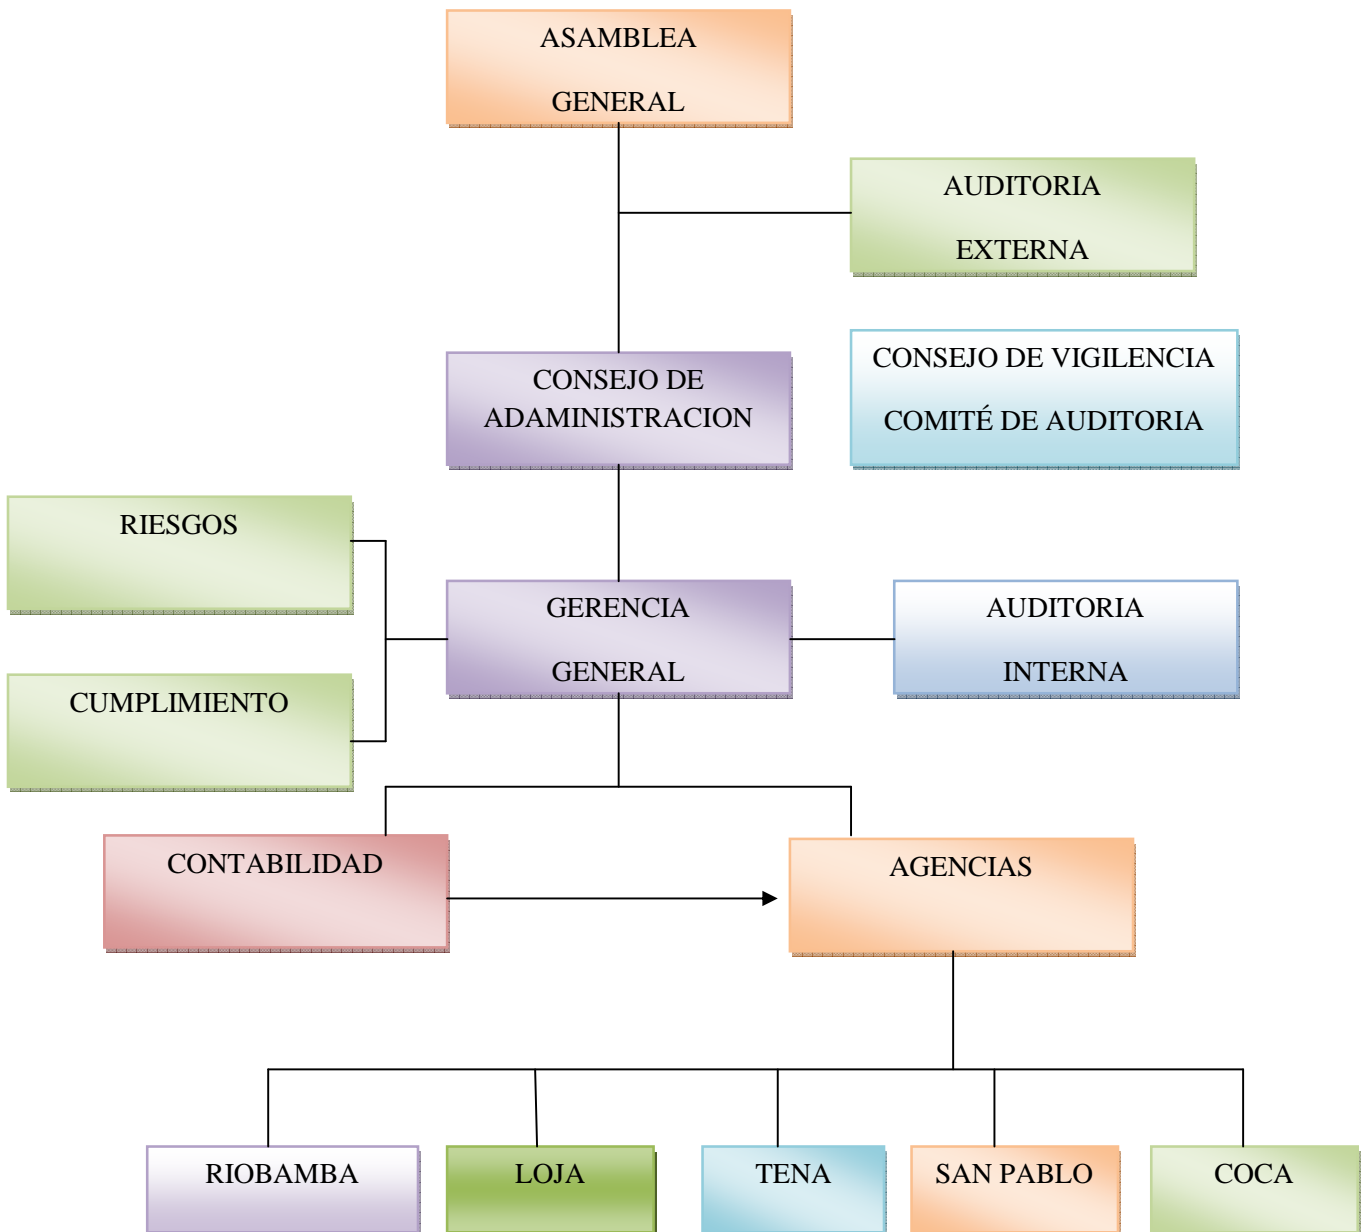 ASAMBLEA
GENERAL
AUDITORIA
EXTERNA
CONSEJO DE VIGILENCIA
COMITÉ DE AUDITORIA
CONSEJO DE
ADAMINISTRACION
RIESGOS
GERENCIA
GENERAL
AUDITORIA
INTERNA
CUMPLIMIENTO
CONTABILIDAD
AGENCIAS
RIOBAMBA
LOJA
TENA
SAN PABLO
COCA